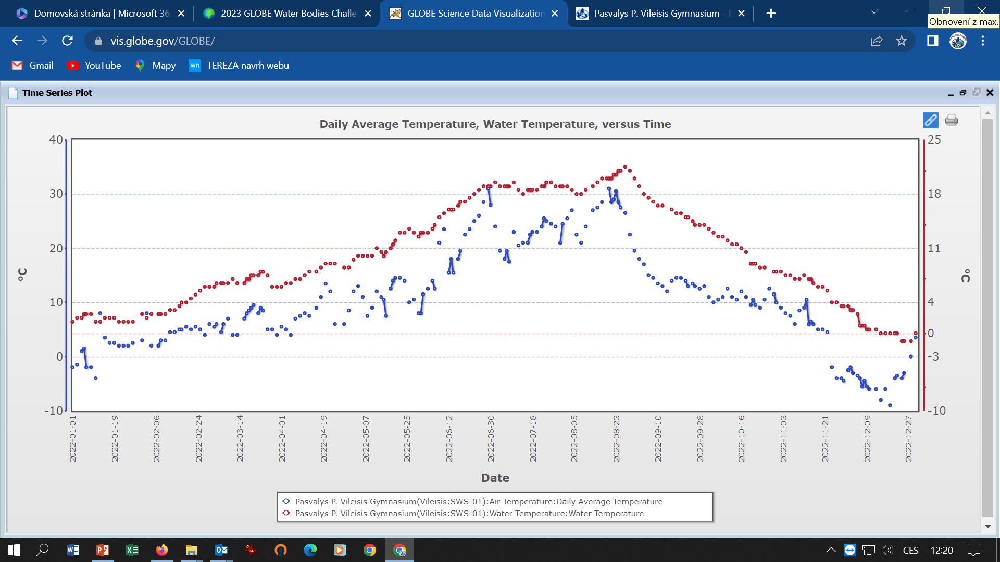 Domovská stránka | Microsoft 36
2023 GLOBE Water Bodies Challe
GLOBE Science Data Visualization
Pasvalys P. Vileisis Gymnasium -
Obnovení z max.
vis.globe.gov/GLOBE/
Gmail
YouTube
Mapy
wn
TEREZA navrh webu
Time Series Plot
Daily Average Temperature, Water Temperature, versus Time
40
30
20
10
0
-10
°C
25
18
11
4
0
-3
-10
°C
2022-01-01
2022-01-19
2022-02-06
2022-02-24
2022-03-14
2022-04-01
2022-04-19
2022-05-07
2022-05-25
2022-06-12
2022-06-30
2022-07-18
2022-08-05
2022-08-23
2022-09-10
2022-09-28
2022-10-16
2022-11-03
2022-11-21
2022-12-09
2022-12-27
Date
Pasvalys P. Vileisis Gymnasium(Vileisis:SWS-01):Air Temperature:Daily Average Temperature
Pasvalys P. Vileisis Gymnasium(Vileisis:SWS-01):Water Temperature:Water Temperature
CES
12:20